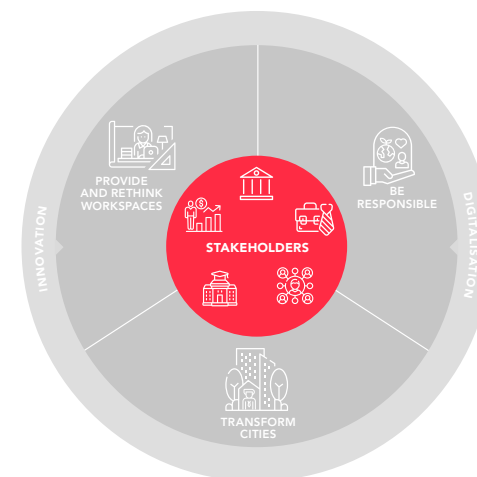 PROVIDE
AND RETHINK
WORKSPACES
BE
RESPONSIBLE
INNOVATION
STAKEHOLDERS
DIGITALISATION
TRANSFORM
CITIES